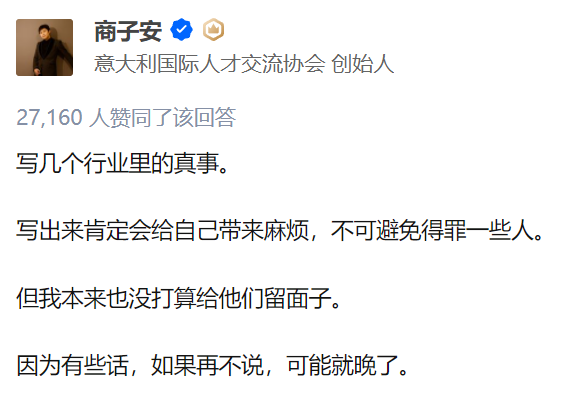 商子安
意大利国际人才交流协会 创始人
27,160 人赞同了该回答
写几个行业里的真事。
写出来肯定会给自己带来麻烦，不可避免得罪一些人。
但我本来也没打算给他们留面子。
因为有些话，如果再不说，可能就晚了。